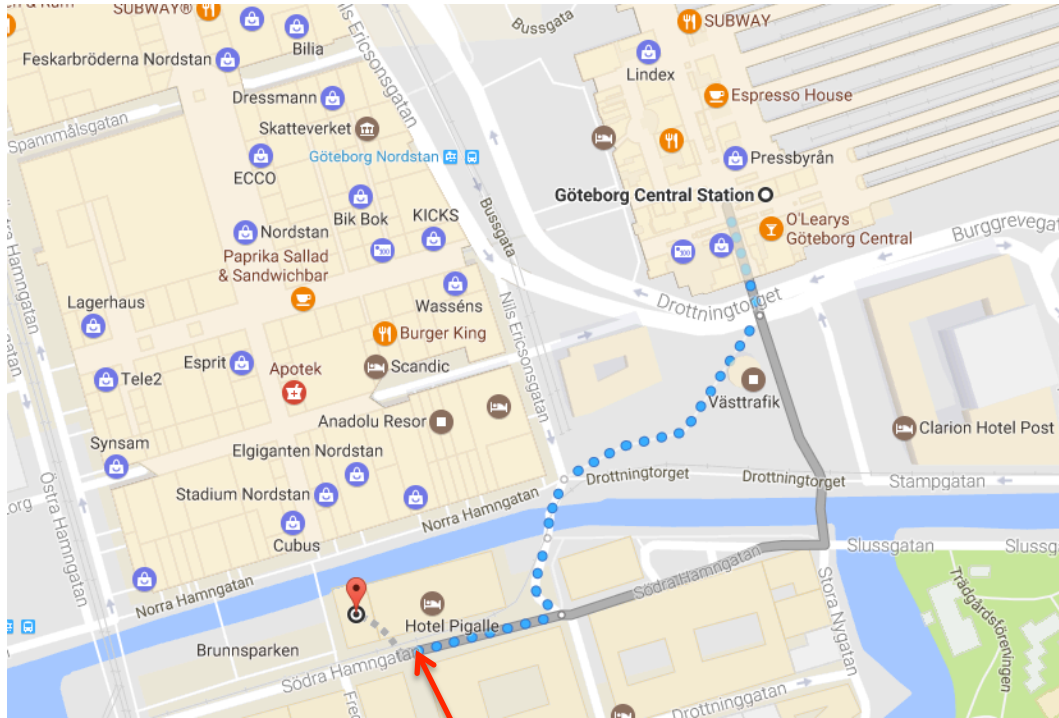 SUBWAY®
Bilia
Feskarbröderna Nordstan
Bussgata
SUBWAY
Lindex
Nils Ericsonsgatan
Dressmann
Espresso House
Spannmålsgatan
Skatteverket
Göteborg Nordstan
Pressbyrån
ECCO
Bik Bok
KICKS
Göteborg Central Station
Bussgata
Nordstan
O'Learys
Göteborg Central
Burggrevegat
Östra Hamngatan
Paprika Sallad
& Sandwichbar
Lagerhaus
Wasséns
Drottningtorget
Nils Ericsonsgatan
Burger King
Esprit
Apotek
Scandic
Tele2
Västtrafik
Anadolu Resor
Clarion Hotel Post
Synsam
Elgiganten Nordstan
Drottningtorget
Drottningtorget
Stampgatan
Stadium Nordstan
Norra Hamngatan
org
Östra Hamngatan
Cubus
Slussgatan
Slussg
Södra Hamngatan
Norra Hamngatan
Trädgårdsföreningen
Stora Nygatan
Hotel Pigalle
Brunnsparken
Södra Hamngatan
Fred
Drottninggatan